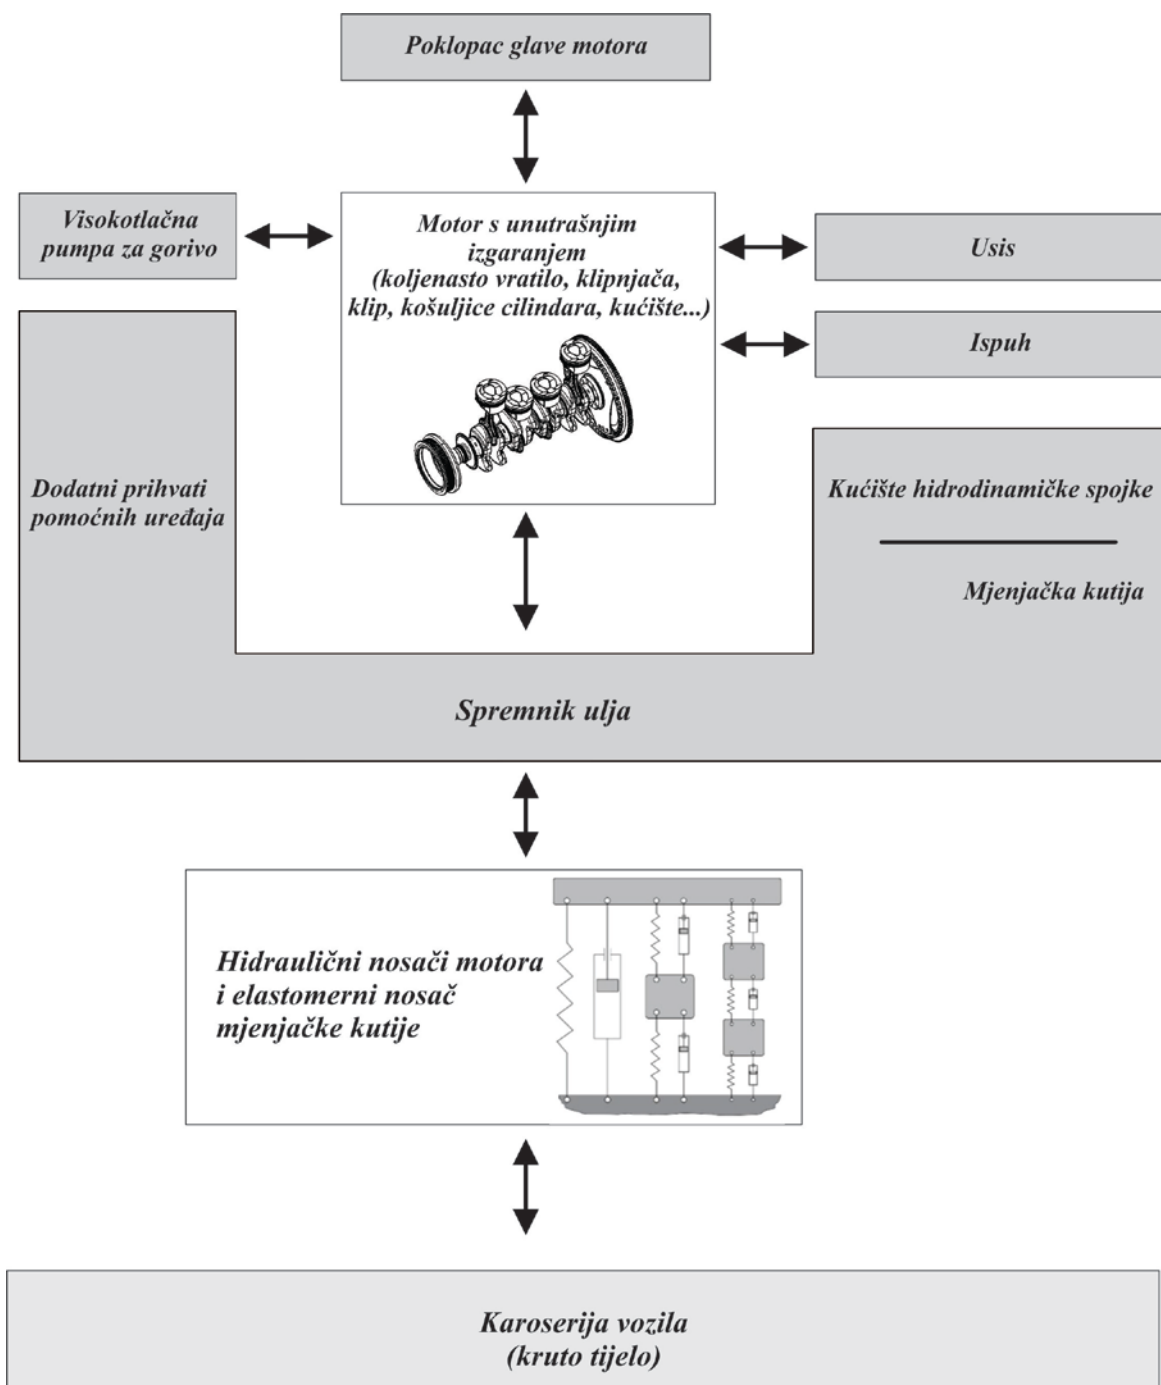 Poklopac glave motora
Visokotlačna
pumpa za gorivo
Motor s unutrašnjim
izgaranjem
(koljenasto vratilo, klipnjača,
klip, košuljice cilindara, kućište...)
Usis
Ispuh
Dodatni prihvati
pomoćnih uređaja
Kućište hidrodinamičke spojke
Mjenjačka kutija
Spremnik ulja
Hidraulični nosači motora
i elastomerni nosač
mjenjačke kutije
Karoserija vozila
(kruto tijelo)